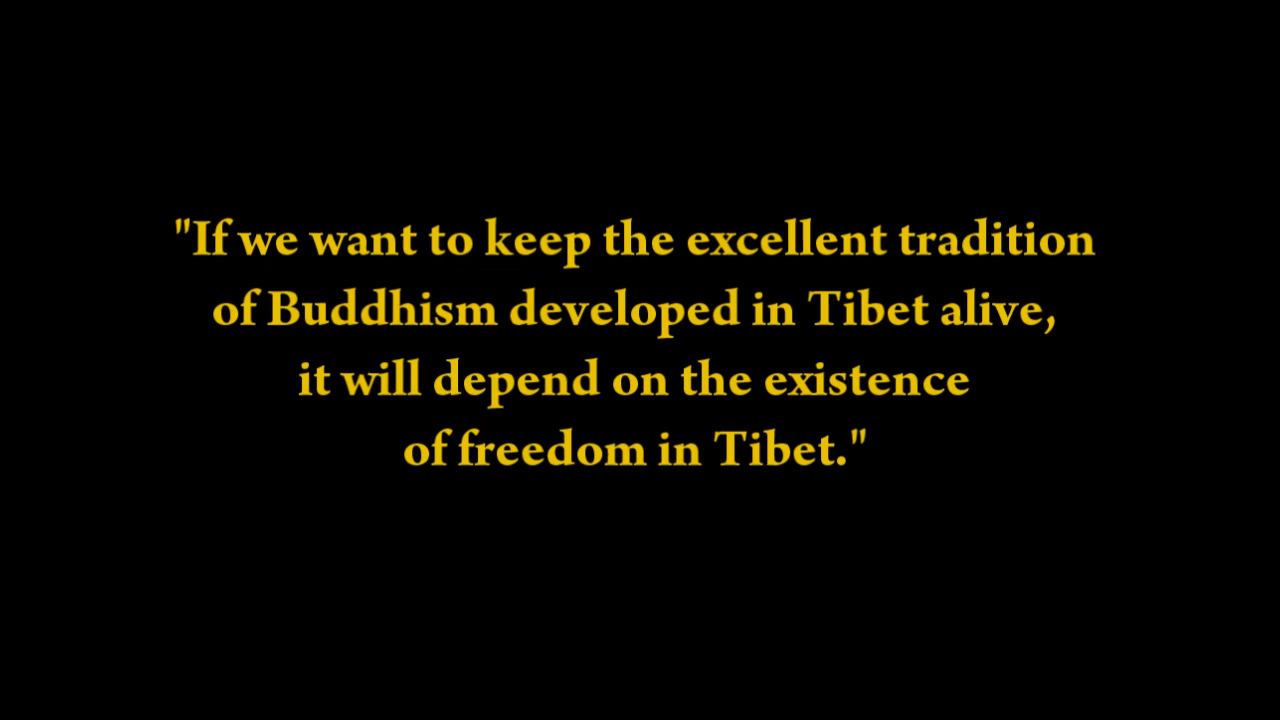 "If we want to keep the excellent tradition
of Buddhism developed in Tibet alive,
it will depend on the existence
of freedom in Tibet."